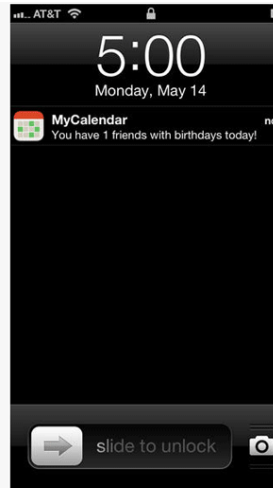 AT&T
5:00
Monday, May 14
MyCalendar
You have 1 friends with birthdays today!
slide to unlock